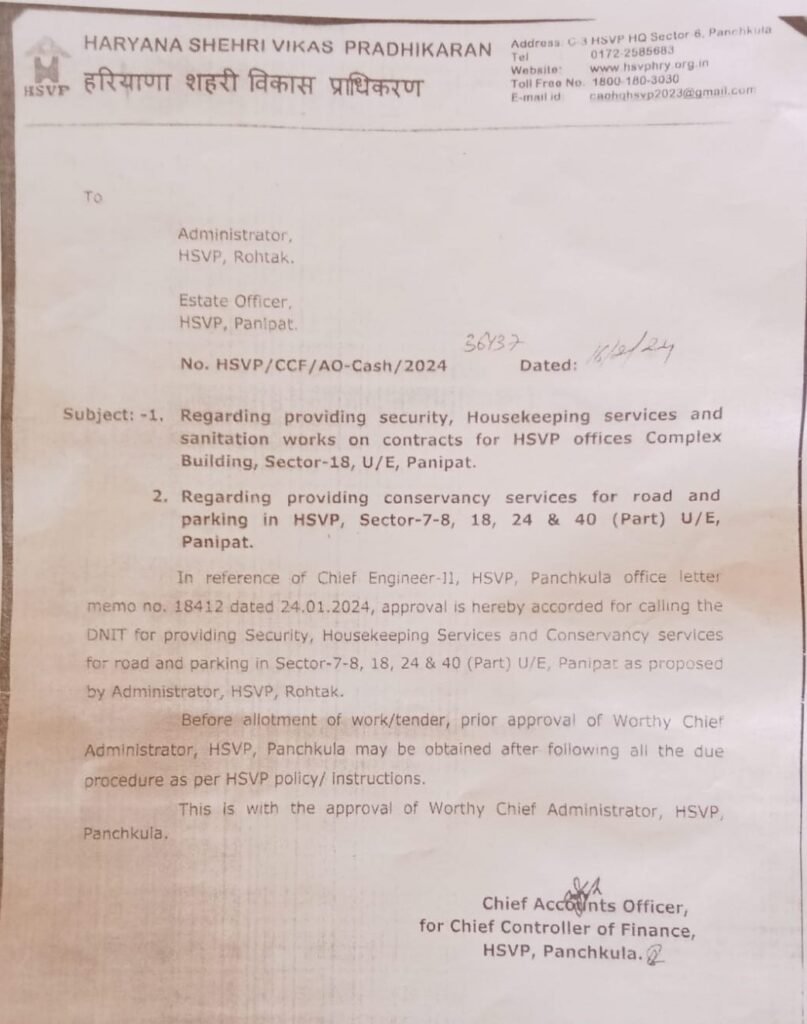 HSVP
HARYANA SHEHRI VIKAS PRADHIKARAN
हरियाणा शहरी विकास प्राधिकरण
Address: C-3 HSVP HQ Sector 6, Panchkula
Tel 0172-2585683
Website: www.hsvphry.org.in
Toll Free No. 1800-180-3030
E-mail id: caohqhsvp2023@gmail.com
To
Administrator,
HSVP, Rohtak.
Estate Officer,
HSVP, Panipat.
No. HSVP/CCF/AO-Cash/2024 36437 Dated: 16/2/24
Subject: -1. Regarding providing security, Housekeeping services and
sanitation works on contracts for HSVP offices Complex
Building, Sector-18, U/E, Panipat.
2. Regarding providing conservancy services for road and
parking in HSVP, Sector-7-8, 18, 24 & 40 (Part) U/E,
Panipat.
In reference of Chief Engineer-II, HSVP, Panchkula office letter
memo no. 18412 dated 24.01.2024, approval is hereby accorded for calling the
DNIT for providing Security, Housekeeping Services and Conservancy services
for road and parking in Sector-7-8, 18, 24 & 40 (Part) U/E, Panipat as proposed
by Administrator, HSVP, Rohtak.
Before allotment of work/tender, prior approval of Worthy Chief
Administrator, HSVP, Panchkula may be obtained after following all the due
procedure as per HSVP policy/ instructions.
This is with the approval of Worthy Chief Administrator, HSVP,
Panchkula.
Chief Accounts Officer,
for Chief Controller of Finance,
HSVP, Panchkula.